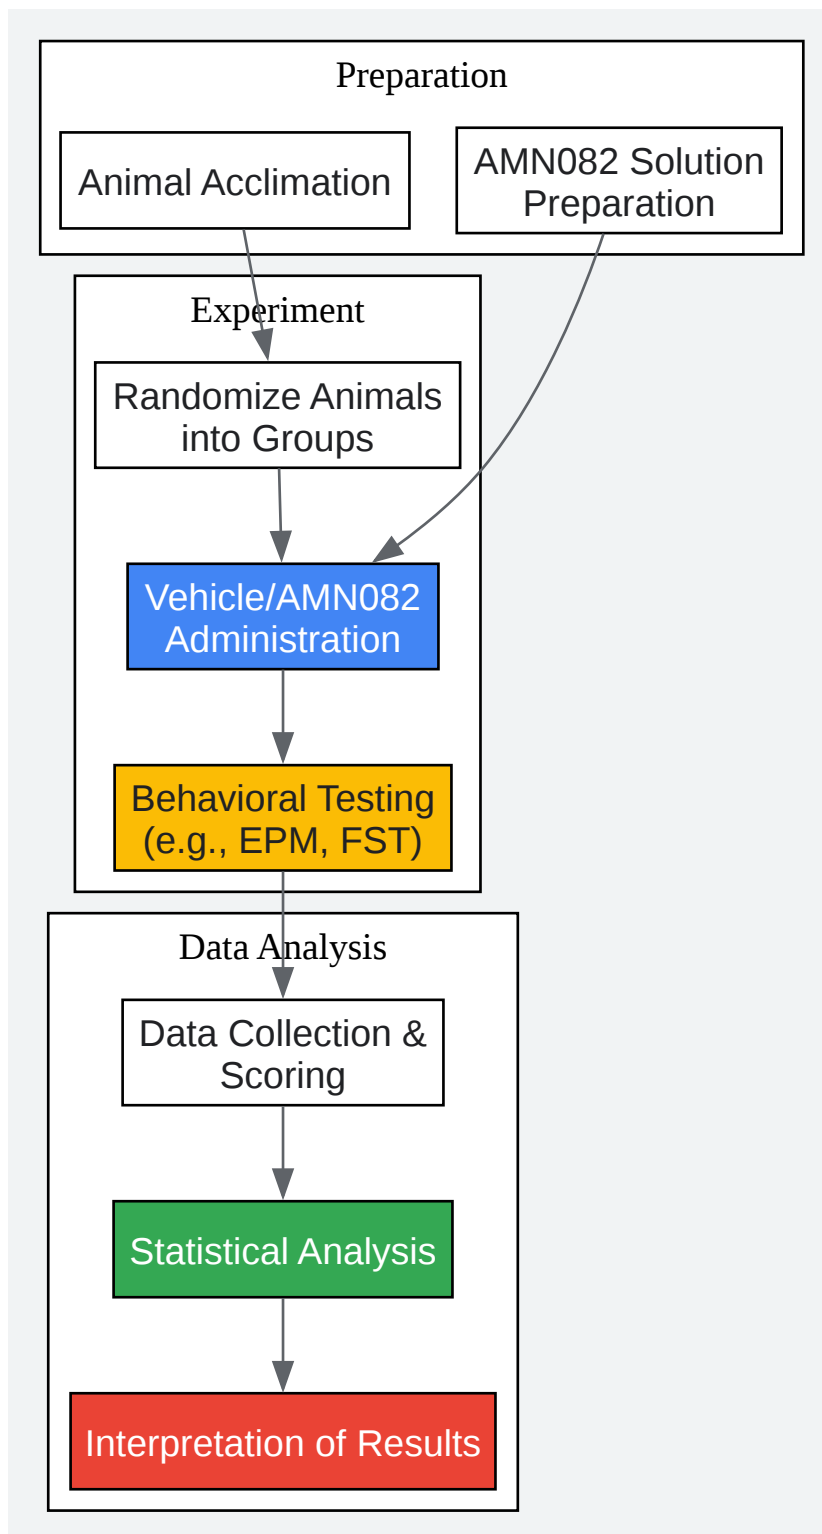 Preparation
Animal Acclimation
AMN082 Solution
Preparation
Experiment
Randomize Animals
into Groups
Vehicle/AMN082
Administration
Behavioral Testing
(e.g., EPM, FST)
Data Analysis
Data Collection &
Scoring
Statistical Analysis
Interpretation of Results